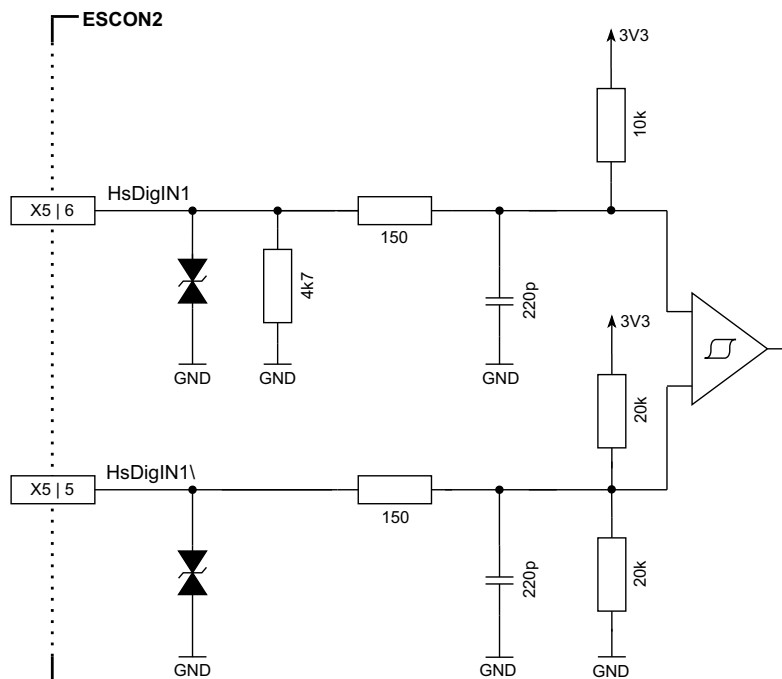 ESCON2
3V3
10k
HsDigIN1
X5 | 6
150
4k7
220p
GND
GND
GND
3V3
20k
HsDigIN1\
X5 | 5
150
220p
20k
GND
GND
GND